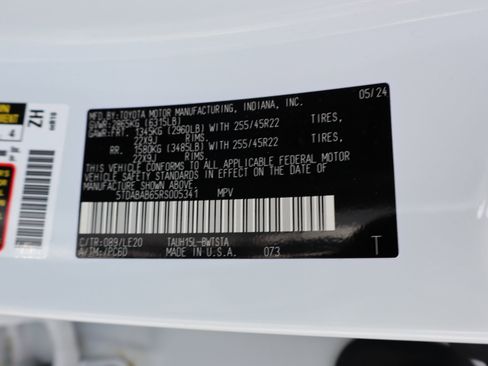 MFD.BY:TOYOTA MOTOR MANUFACTURING, INDIANA, INC. 05/24
GVWR: 2865KG (6315LB)
GAWR:FRT. 1345KG (2960LB) WITH 255/45R22 TIRES,
22X9J RIMS.
RR. 1580KG (3485LB) WITH 255/45R22 TIRES,
22X9J RIMS.
THIS VEHICLE CONFORMS TO ALL APPLICABLE FEDERAL MOTOR
VEHICLE SAFETY STANDARDS IN EFFECT ON THE DATE OF
MANUFACTURE SHOWN ABOVE.
5TDABAB65RS005341 MPV
C/TR:089/LE20 TAUH15L-BWTSTA
A/TM:/PC6D MADE IN U.S.A. 073 T
ZH
4